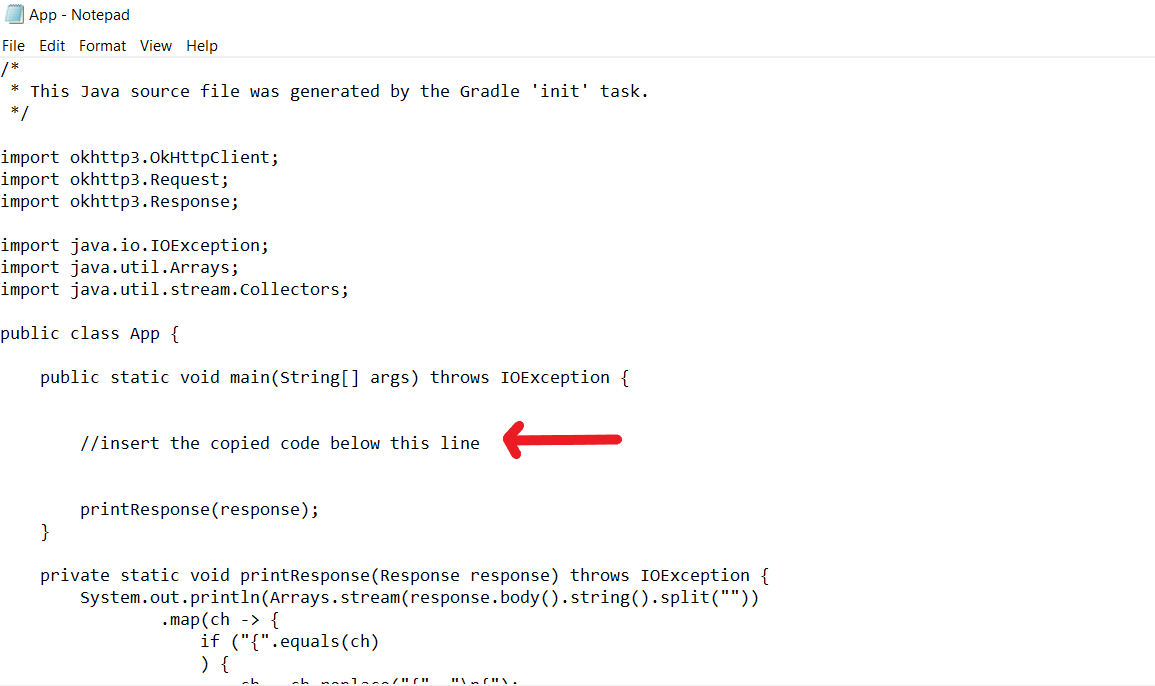 App - Notepad
File Edit Format View Help
/*
 * This Java source file was generated by the Gradle 'init' task.
 */
import okhttp3.OkHttpClient;
import okhttp3.Request;
import okhttp3.Response;
import java.io.IOException;
import java.util.Arrays;
import java.util.stream.Collectors;
public class App {
    public static void main(String[] args) throws IOException {
        //insert the copied code below this line
        printResponse(response);
    }
    private static void printResponse(Response response) throws IOException {
        System.out.println(Arrays.stream(response.body().string().split(""))
                .map(ch -> {
                    if ("{".equals(ch)
                    ) {